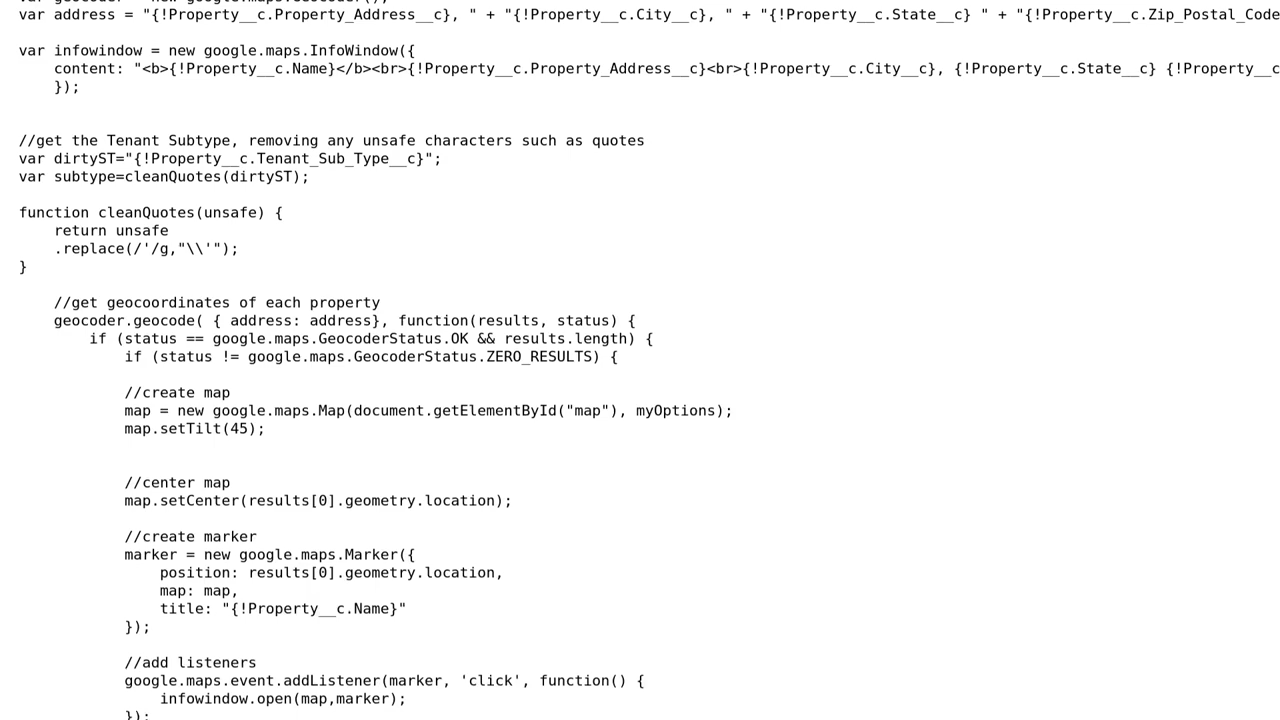 var geocoder = new google.maps.Geocoder();
var address = "{!Property__c.Property_Address__c}, " + "{!Property__c.City__c}, " + "{!Property__c.State__c} " + "{!Property__c.Zip_Postal_Code
var infowindow = new google.maps.InfoWindow({
content: "<b>{!Property__c.Name}</b><br>{!Property__c.Property_Address__c}<br>{!Property__c.City__c}, {!Property__c.State__c} {!Property__c
});
//get the Tenant Subtype, removing any unsafe characters such as quotes
var dirtyST="{!Property__c.Tenant_Sub_Type__c}";
var subtype=cleanQuotes(dirtyST);
function cleanQuotes(unsafe) {
return unsafe
.replace(/'/g,"\\'");
}
//get geocoordinates of each property
geocoder.geocode( { address: address}, function(results, status) {
if (status == google.maps.GeocoderStatus.OK && results.length) {
if (status != google.maps.GeocoderStatus.ZERO_RESULTS) {
//create map
map = new google.maps.Map(document.getElementById("map"), myOptions);
map.setTilt(45);
//center map
map.setCenter(results[0].geometry.location);
//create marker
marker = new google.maps.Marker({
position: results[0].geometry.location,
map: map,
title: "{!Property__c.Name}"
});
//add listeners
google.maps.event.addListener(marker, 'click', function() {
infowindow.open(map,marker);
});